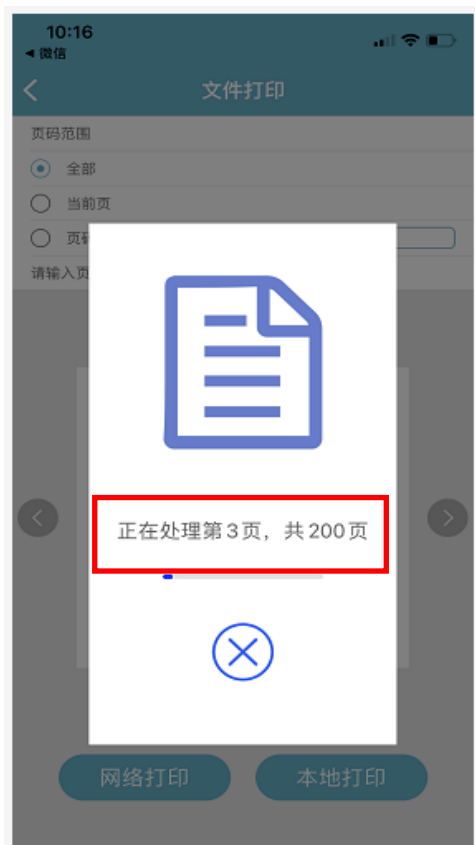 10:16
◀ 微信
文件打印
页码范围
全部
当前页
页码
请输入页
正在处理第3页，共200页
网络打印
本地打印